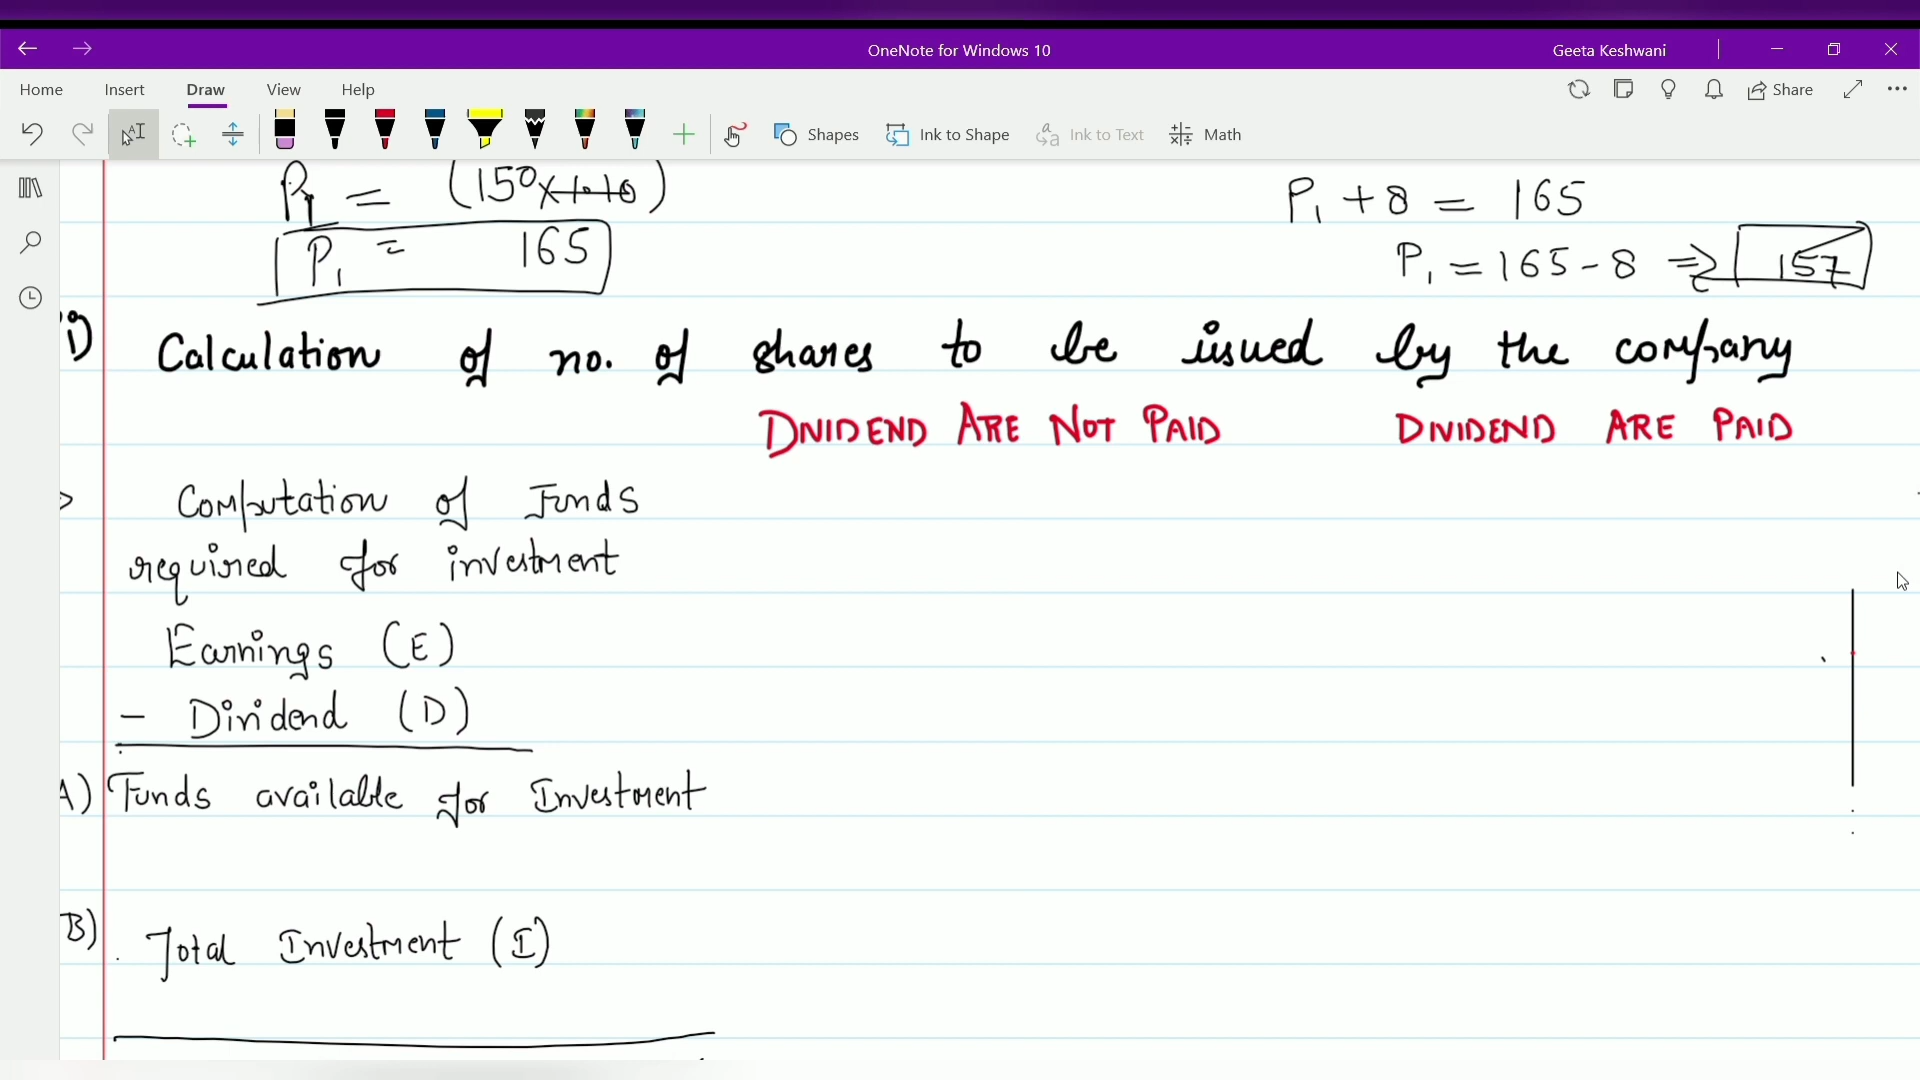 OneNote for Windows 10
Geeta Keshwani
Home Insert Draw View Help
Share
Shapes Ink to Shape Ink to Text Math
P1 = (150 x 1.10)
P1 = 165
P1 + 8 = 165
P1 = 165 - 8 => 157
i) Calculation of no. of shares to be issued by the company
DIVIDEND ARE NOT PAID DIVIDEND ARE PAID
Computation of Funds
required for investment
Earnings (E)
- Dividend (D)
A) Funds available for Investment
B) Total Investment (I)